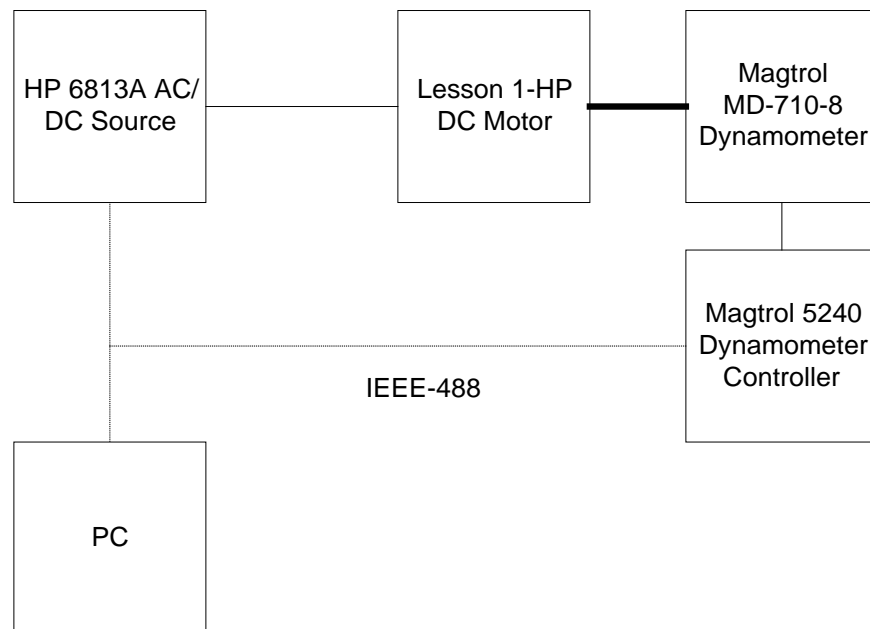 HP 6813A AC/
DC Source
Lesson 1-HP
DC Motor
Magtrol
MD-710-8
Dynamometer
Magtrol 5240
Dynamometer
Controller
IEEE-488
PC